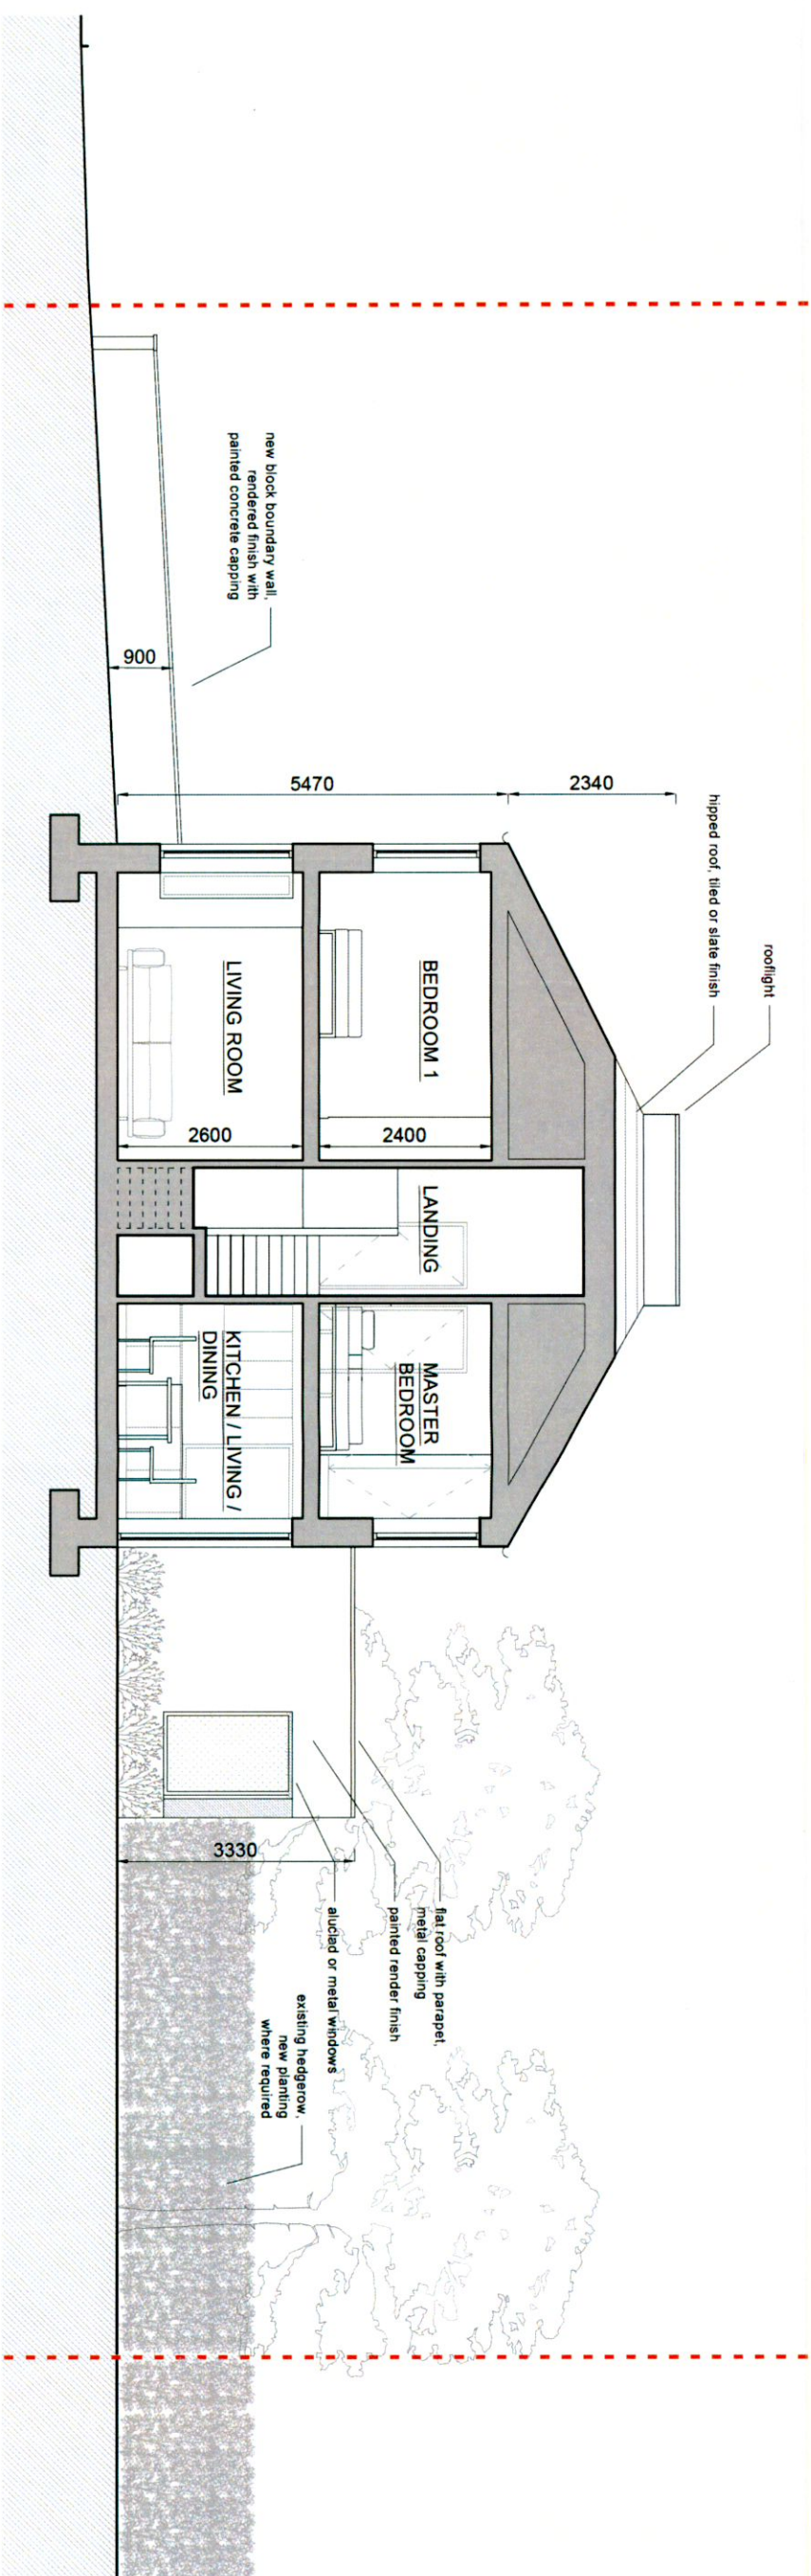 rooflight
hipped roof, tiled or slate finish
2340
5470
new block boundary wall,
rendered finish with
painted concrete capping
900
BEDROOM 1
2400
LIVING ROOM
2600
LANDING
MASTER
BEDROOM
KITCHEN / LIVING /
DINING
flat roof with parapet,
metal capping
painted render finish
aluclad or metal windows
3330
existing hedgerow,
new planting
where required